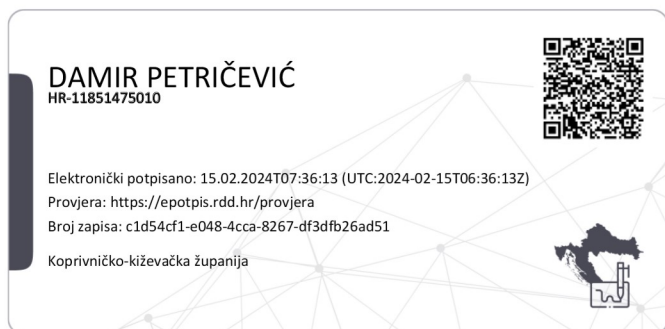 DAMIR PETRIČEVIĆ
HR-11851475010
Elektronički potpisano: 15.02.2024T07:36:13 (UTC:2024-02-15T06:36:13Z)
Provjera: https://epotpis.rdd.hr/provjera
Broj zapisa: c1d54cf1-e048-4cca-8267-df3dfb26ad51
Koprivničko-kiževačka županija